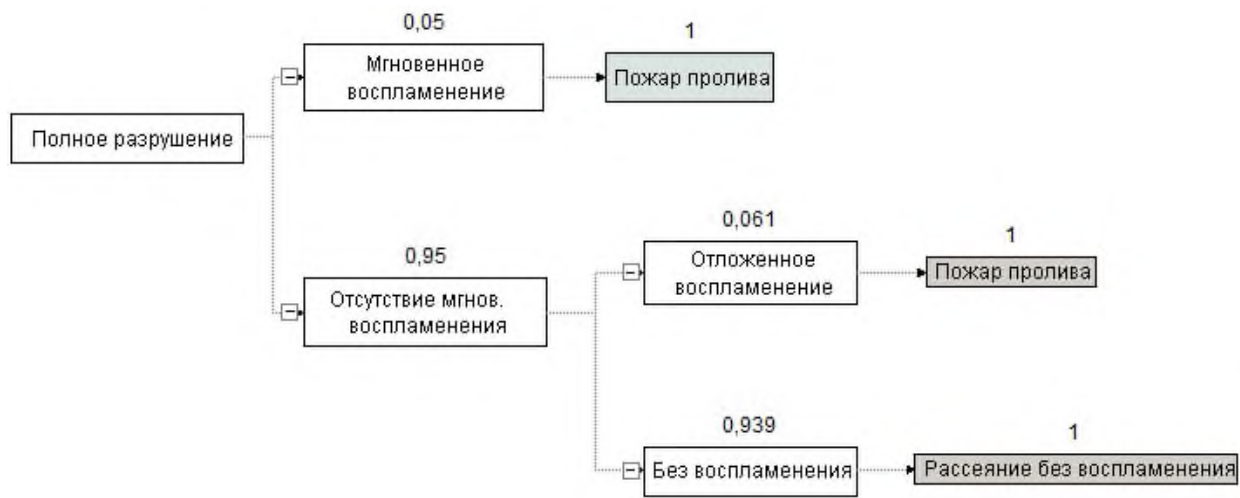 0,05
1
Мгновенное
воспламенение
Пожар пролива
Полное разрушение
0,061
1
0,95
Отложенное
воспламенение
Пожар пролива
Отсутствие мгнов.
воспламенения
0,939
1
Без воспламенения
Рассеяние без воспламенения